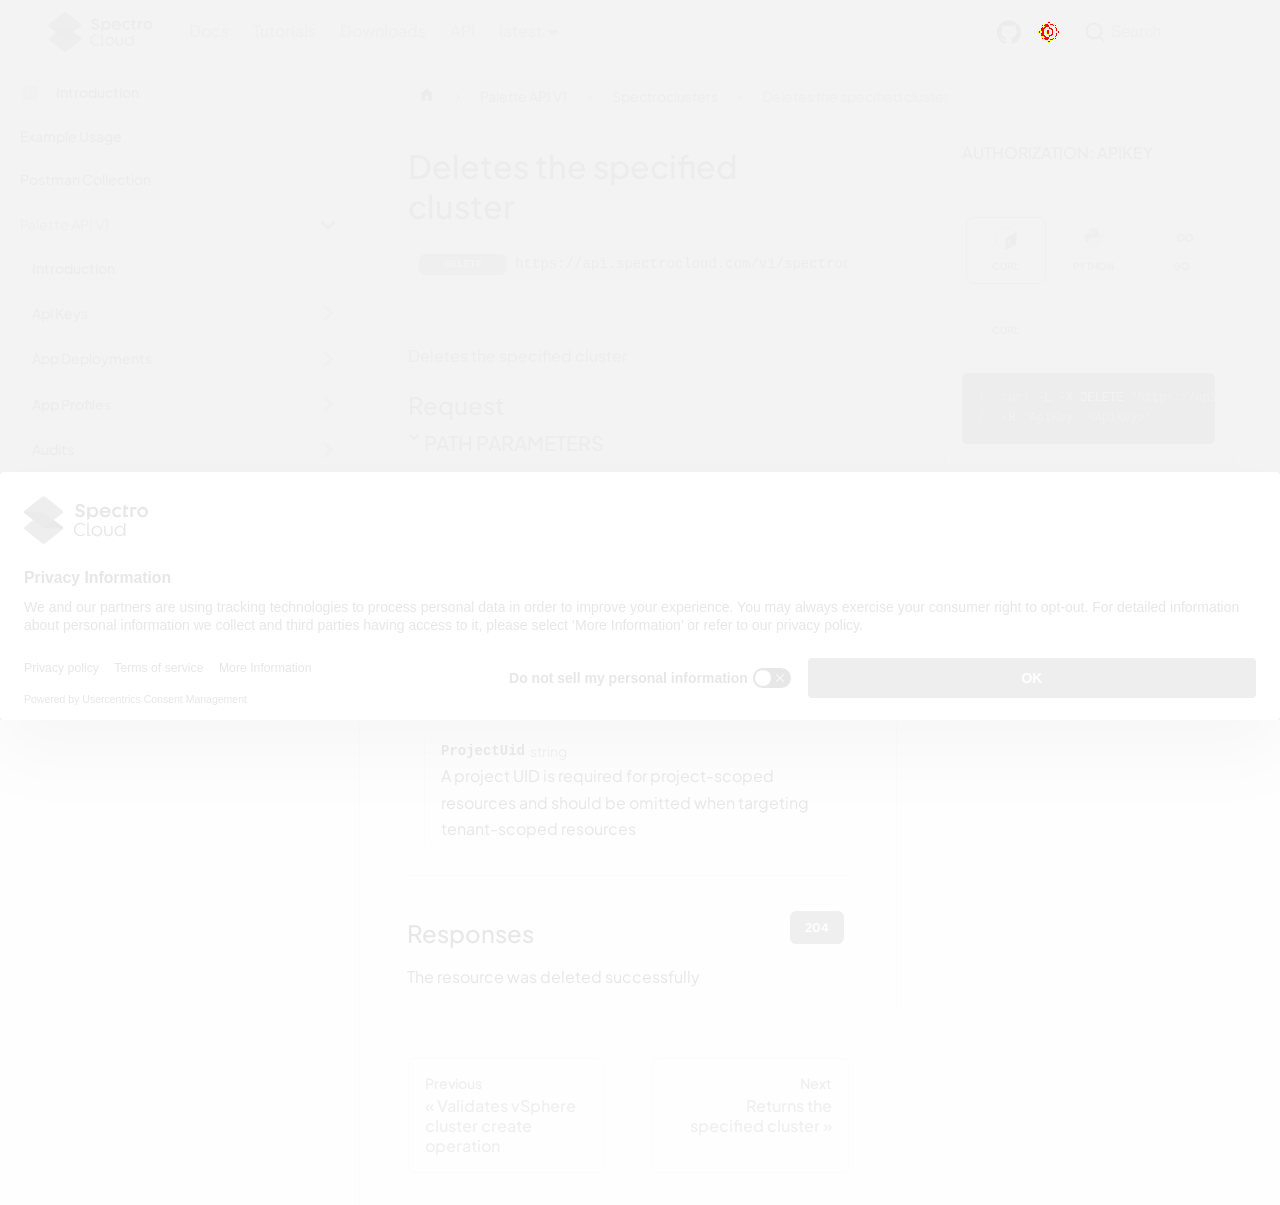 Spectro
Cloud
Docs Tutorials Downloads API latest Search
Introduction
Palette API V1 Spectroclusters Deletes the specified cluster
Example Usage
Postman Collection
Palette API V1
Introduction
Api Keys
App Deployments
App Profiles
Audits
Deletes the specified
cluster
DELETE https://api.spectrocloud.com/v1/spectroc
Deletes the specified cluster
Request
PATH PARAMETERS
AUTHORIZATION: APIKEY
CURL PYTHON GO
CURL
DELETE
Spectro
Cloud
Privacy Information
We and our partners are using tracking technologies to process personal data in order to improve your experience. You may always exercise your consumer right to opt-out. For detailed information
about personal information we collect and third parties having access to it, please select ‘More Information’ or refer to our privacy policy.
Privacy policy Terms of service More Information
Do not sell my personal information
OK
Powered by Usercentrics Consent Management
ProjectUid string
A project UID is required for project-scoped
resources and should be omitted when targeting
tenant-scoped resources
Responses
204
The resource was deleted successfully
Previous
« Validates vSphere
cluster create
operation
Next
Returns the
specified cluster »